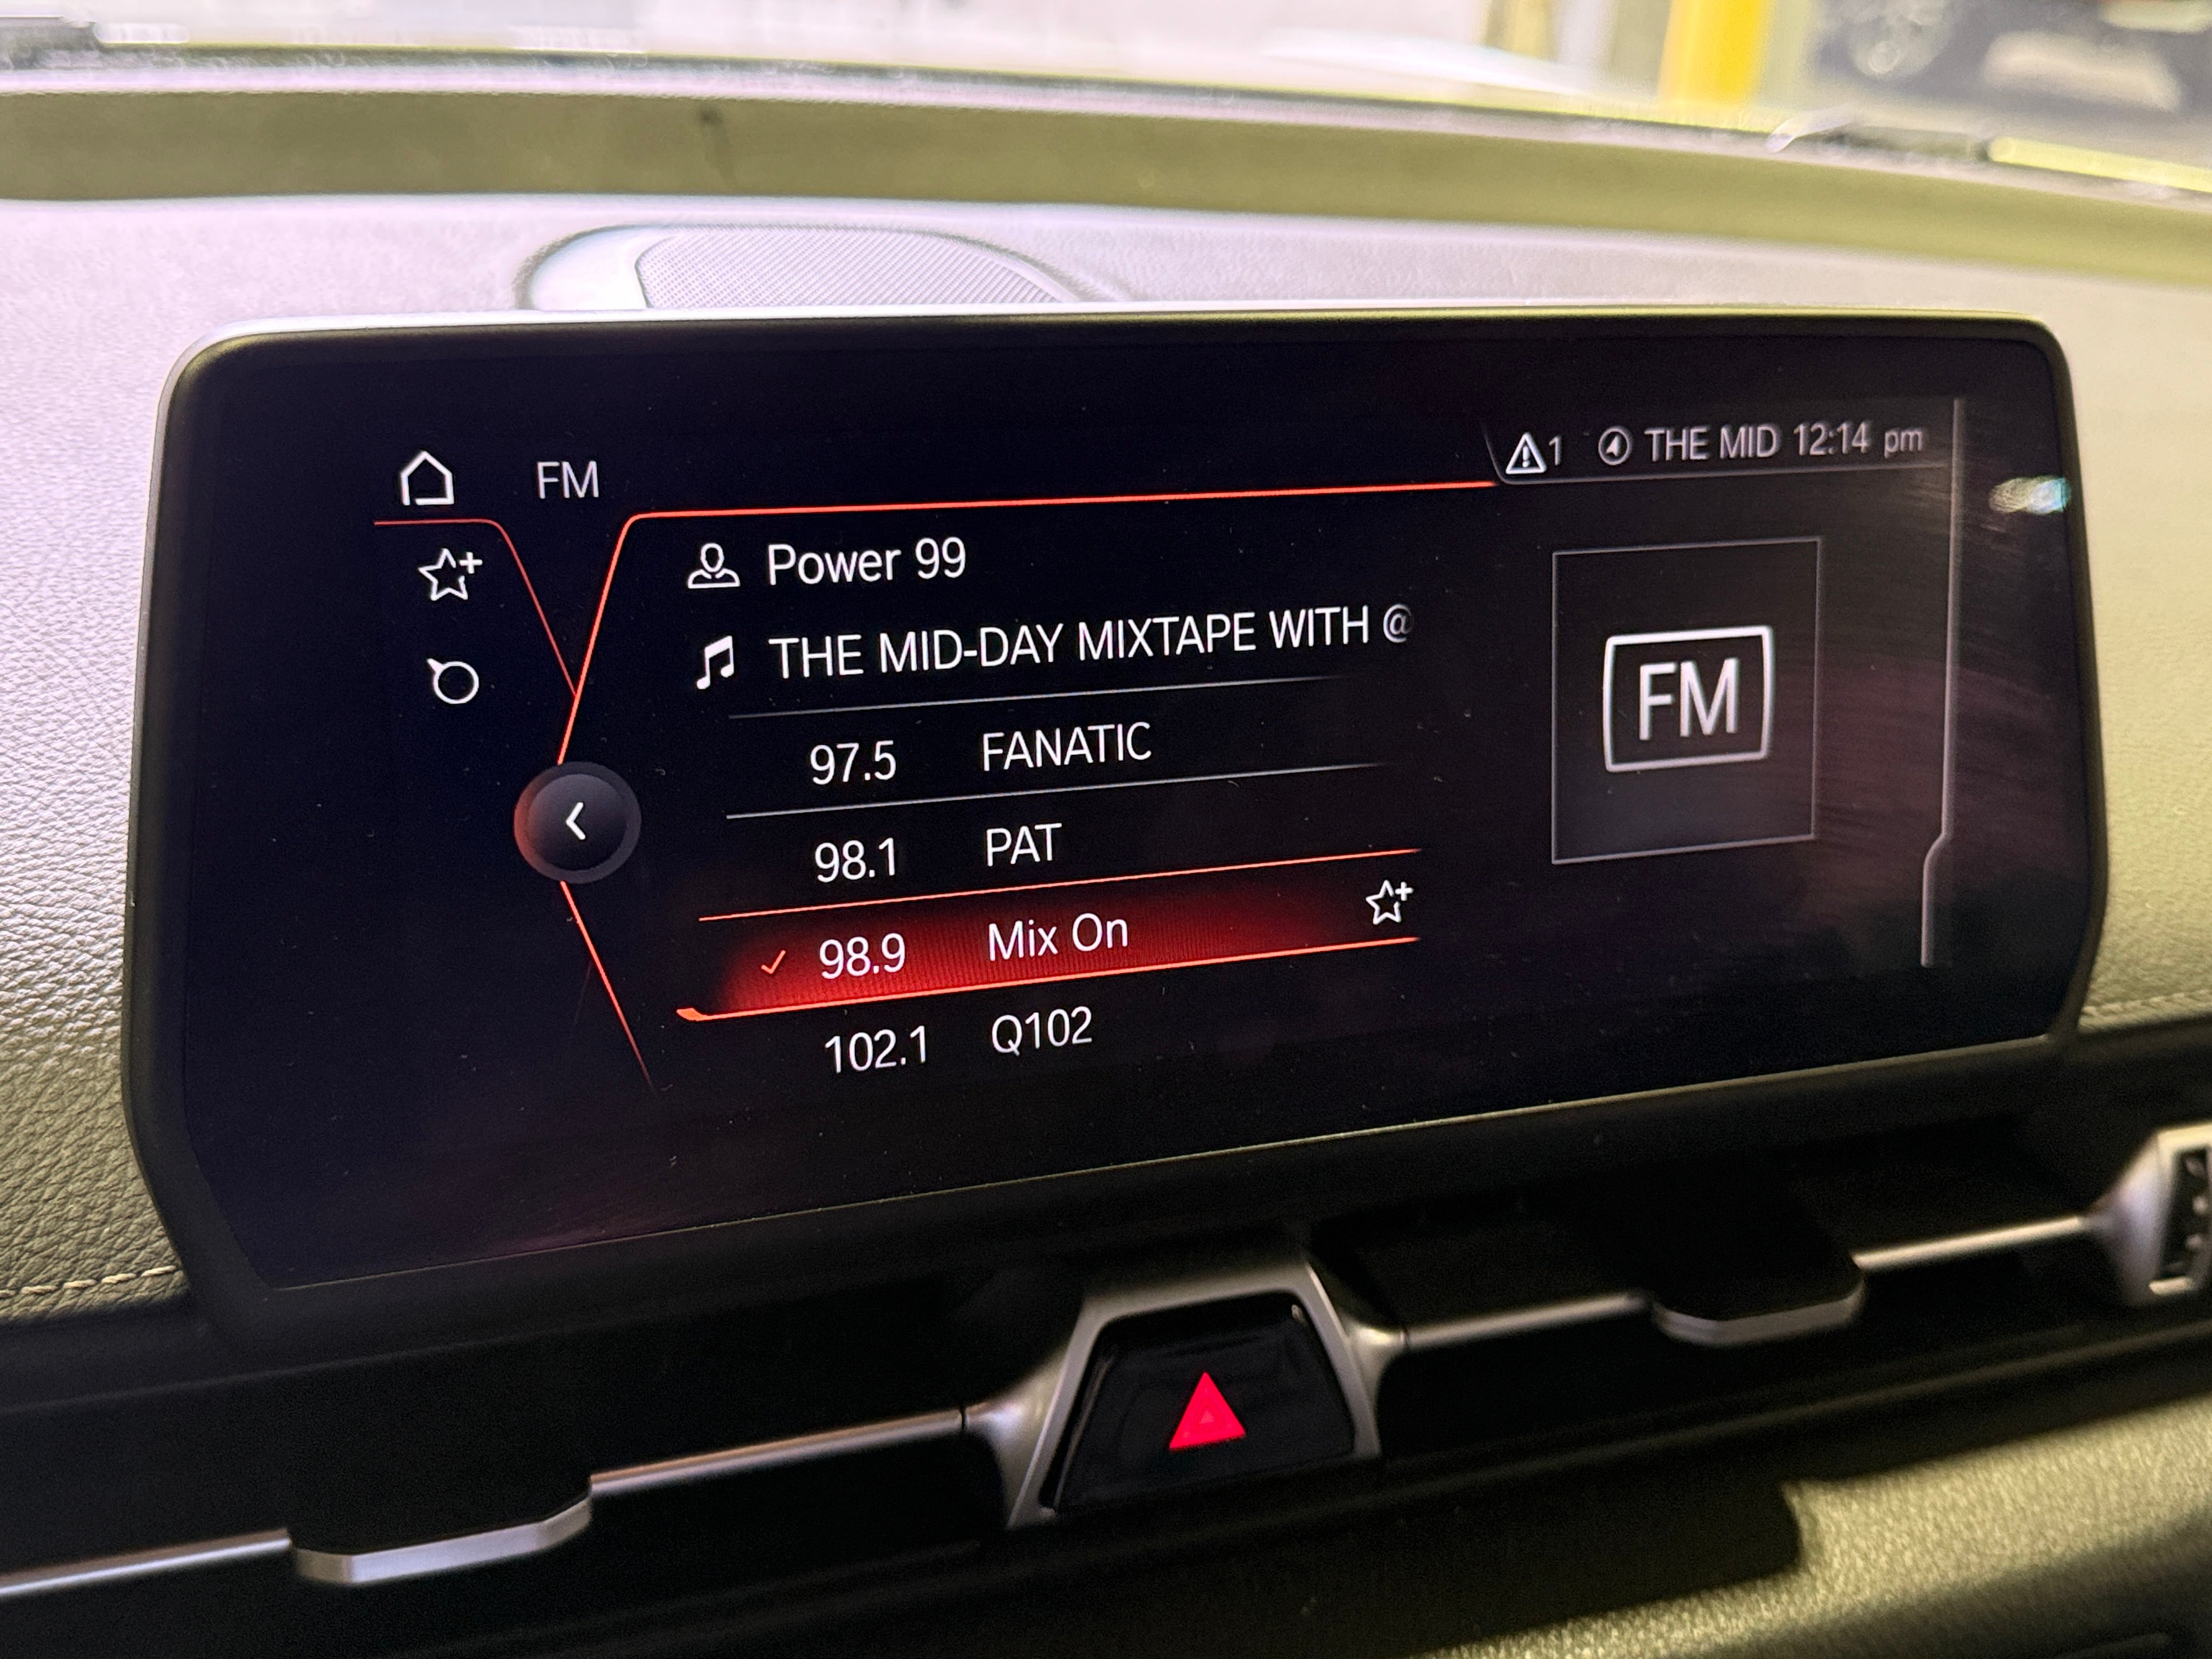 FM
1 THE MID 12:14 pm
Power 99
THE MID-DAY MIXTAPE WITH @
97.5 FANATIC
98.1 PAT
98.9 Mix On
102.1 Q102
FM